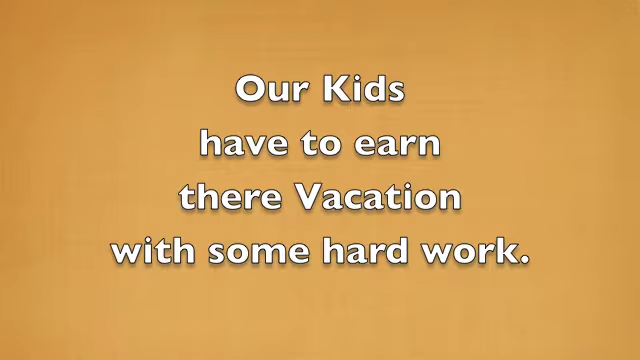 Our Kids
have to earn
there Vacation
with some hard work.